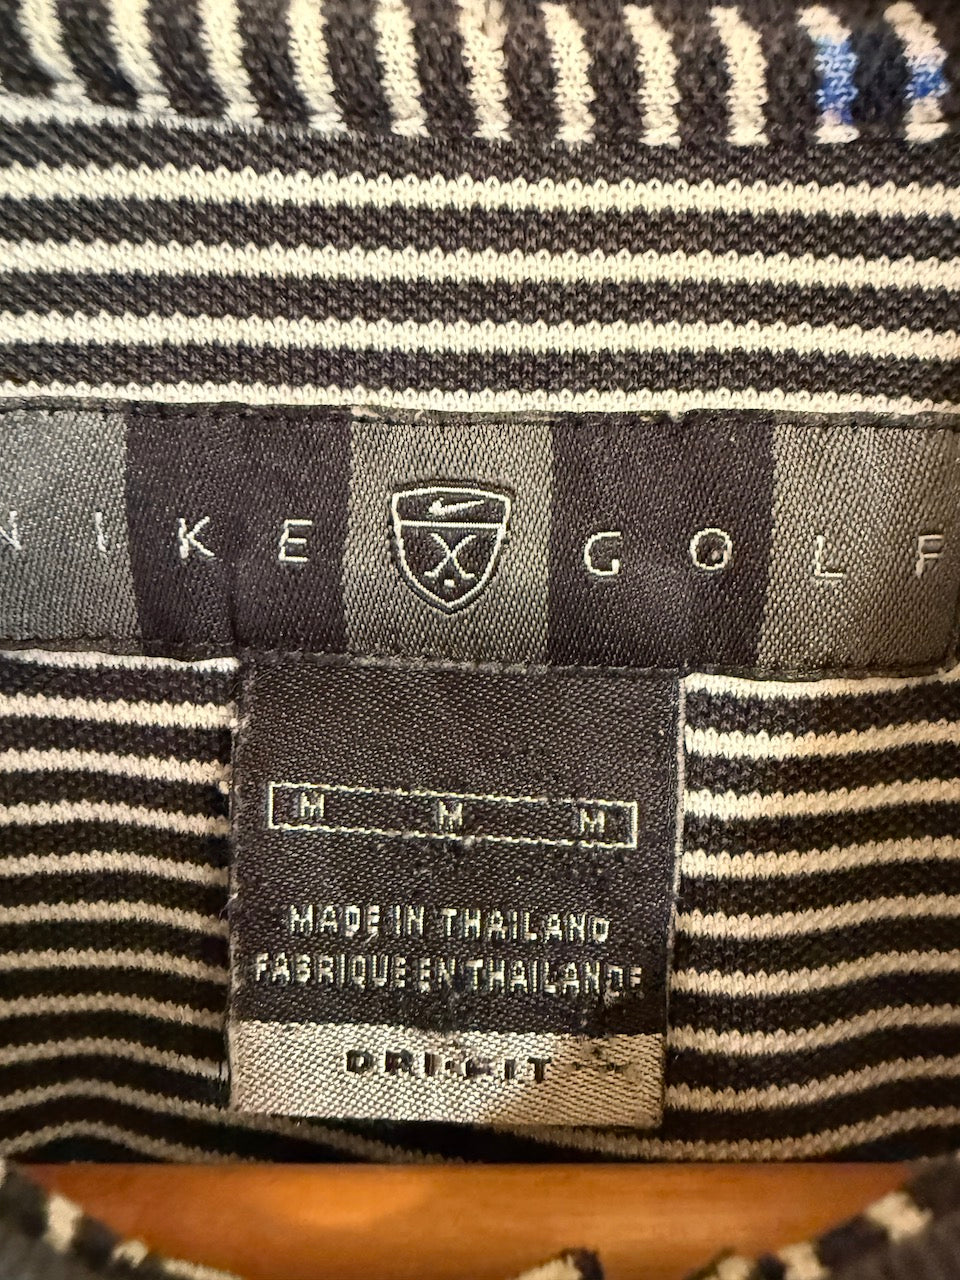 NIKE GOLF
M M M
MADE IN THAILAND
FABRIQUE EN THAILANDE
DRI-FIT